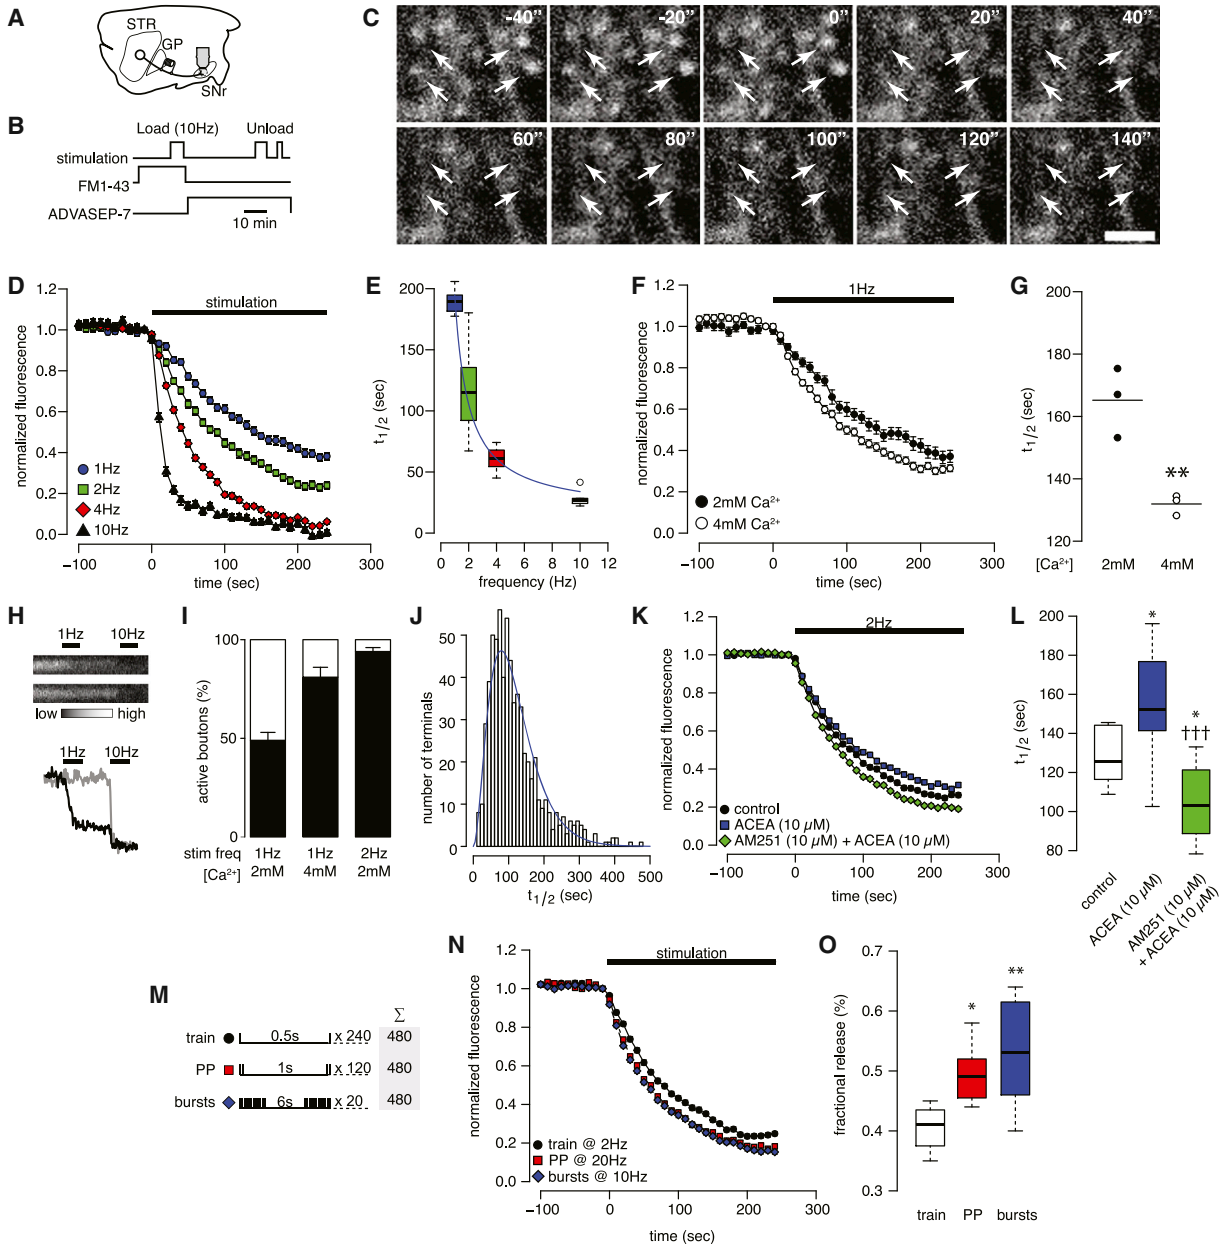 A
STR
GP
SNr
B
Load (10Hz)
Unload
stimulation
FM1-43
ADVASEP-7
10 min
C
-40”
-20”
0”
20”
40”
60”
80”
100”
120”
140”
D
normalized fluorescence
1.2
1.0
0.8
0.6
0.4
0.2
0.0
stimulation
1Hz
2Hz
4Hz
10Hz
−100
0
100
200
300
time (sec)
E
t1/2 (sec)
200
150
100
50
0
0
2
4
6
8
10
12
frequency (Hz)
F
normalized fluorescence
1.2
1.0
0.8
0.6
0.4
0.2
0.0
1Hz
2mM Ca²⁺
4mM Ca²⁺
−100
0
100
200
300
time (sec)
G
t1/2 (sec)
200
180
160
140
120
**
[Ca²⁺]
2mM
4mM
H
1Hz
10Hz
low
high
1Hz
10Hz
I
active boutons (%)
100
50
0
stim freq
1Hz
1Hz
2Hz
[Ca²⁺]
2mM
4mM
2mM
J
number of terminals
50
40
30
20
10
0
0
100
200
300
400
500
t1/2 (sec)
K
normalized fluorescence
1.2
1.0
0.8
0.6
0.4
0.2
0.0
2Hz
control
ACEA (10 µM)
AM251 (10 µM) + ACEA (10 µM)
−100
0
100
200
300
time (sec)
L
t1/2 (sec)
200
180
160
140
120
100
80
*
*
†††
control
ACEA (10 µM)
AM251 (10 µM)
+ ACEA (10 µM)
M
Σ
train
0.5s
x 240
480
PP
1s
x 120
480
bursts
6s
x 20
480
N
normalized fluorescence
1.2
1.0
0.8
0.6
0.4
0.2
0.0
stimulation
train @ 2Hz
PP @ 20Hz
bursts @ 10Hz
−100
0
100
200
300
time (sec)
O
fractional release (%)
0.7
0.6
0.5
0.4
0.3
*
**
train
PP
bursts